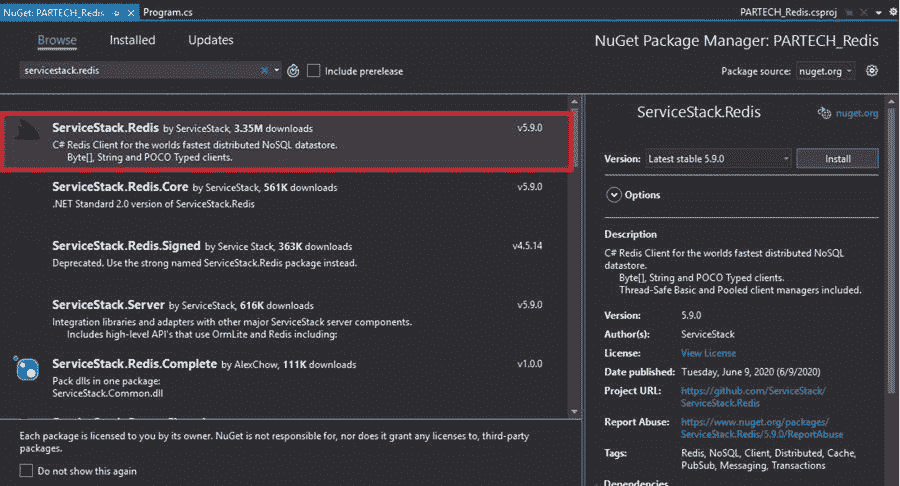 NuGet: PARTECH_Redis
Program.cs
PARTECH_Redis.csproj
Browse
Installed
Updates
NuGet Package Manager: PARTECH_Redis
servicestack.redis
Include prerelease
Package source:
nuget.org
ServiceStack.Redis by ServiceStack, 3.35M downloads
v5.9.0
C# Redis Client for the worlds fastest distributed NoSQL datastore.
Byte[], String and POCO Typed clients.
ServiceStack.Redis.Core by ServiceStack, 561K downloads
v5.9.0
.NET Standard 2.0 version of ServiceStack.Redis
ServiceStack.Redis.Signed by Service Stack, 363K downloads
v4.5.14
Deprecated. Use the strong named ServiceStack.Redis package instead.
ServiceStack.Server by ServiceStack, 616K downloads
v5.9.0
Integration libraries and adapters with other major ServiceStack server components.
Includes high-level API's that use OrmLite and Redis including:
ServiceStack.Redis.Complete by AlexChow, 111K downloads
v1.0.0
Pack dlls in one package:
ServiceStack.Common.dll
Each package is licensed to you by its owner. NuGet is not responsible for, nor does it grant any licenses to, third-party
packages.
Do not show this again
ServiceStack.Redis
nuget.org
Version:
Latest stable 5.9.0
Install
Options
Description
C# Redis Client for the worlds fastest distributed NoSQL
datastore.
Byte[], String and POCO Typed clients.
Thread-Safe Basic and Pooled client managers included.
Version:
5.9.0
Author(s):
ServiceStack
License:
View License
Date published:
Tuesday, June 9, 2020 (6/9/2020)
Project URL:
https://github.com/ServiceStack/
ServiceStack.Redis
Report Abuse:
https://www.nuget.org/packages/
ServiceStack.Redis/5.9.0/ReportAbuse
Tags:
Redis, NoSQL, Client, Distributed, Cache,
PubSub, Messaging, Transactions
Dependencies